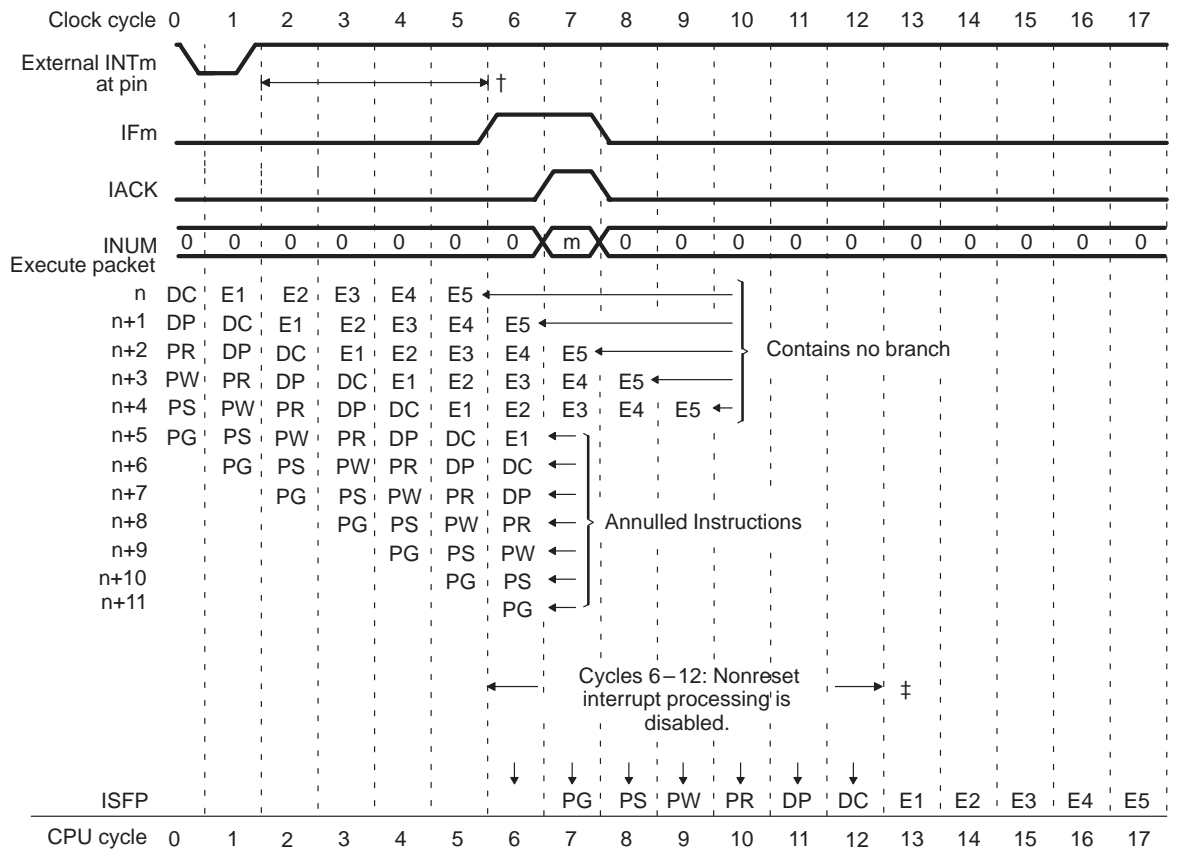 Clock cycle 0 1 2 3 4 5 6 7 8 9 10 11 12 13 14 15 16 17
External INTm
at pin
†
IFm
IACK
INUM 0 0 0 0 0 0 0 m 0 0 0 0 0 0 0 0 0 0
Execute packet
n DC E1 E2 E3 E4 E5
n+1 DP DC E1 E2 E3 E4 E5
n+2 PR DP DC E1 E2 E3 E4 E5 Contains no branch
n+3 PW PR DP DC E1 E2 E3 E4 E5
n+4 PS PW PR DP DC E1 E2 E3 E4 E5
n+5 PG PS PW PR DP DC E1
n+6 PG PS PW PR DP DC
n+7 PG PS PW PR DP
n+8 PG PS PW PR Annulled Instructions
n+9 PG PS PW
n+10 PG PS
n+11 PG
Cycles 6–12: Nonreset
interrupt processing is
disabled.
‡
ISFP PG PS PW PR DP DC E1 E2 E3 E4 E5
CPU cycle 0 1 2 3 4 5 6 7 8 9 10 11 12 13 14 15 16 17